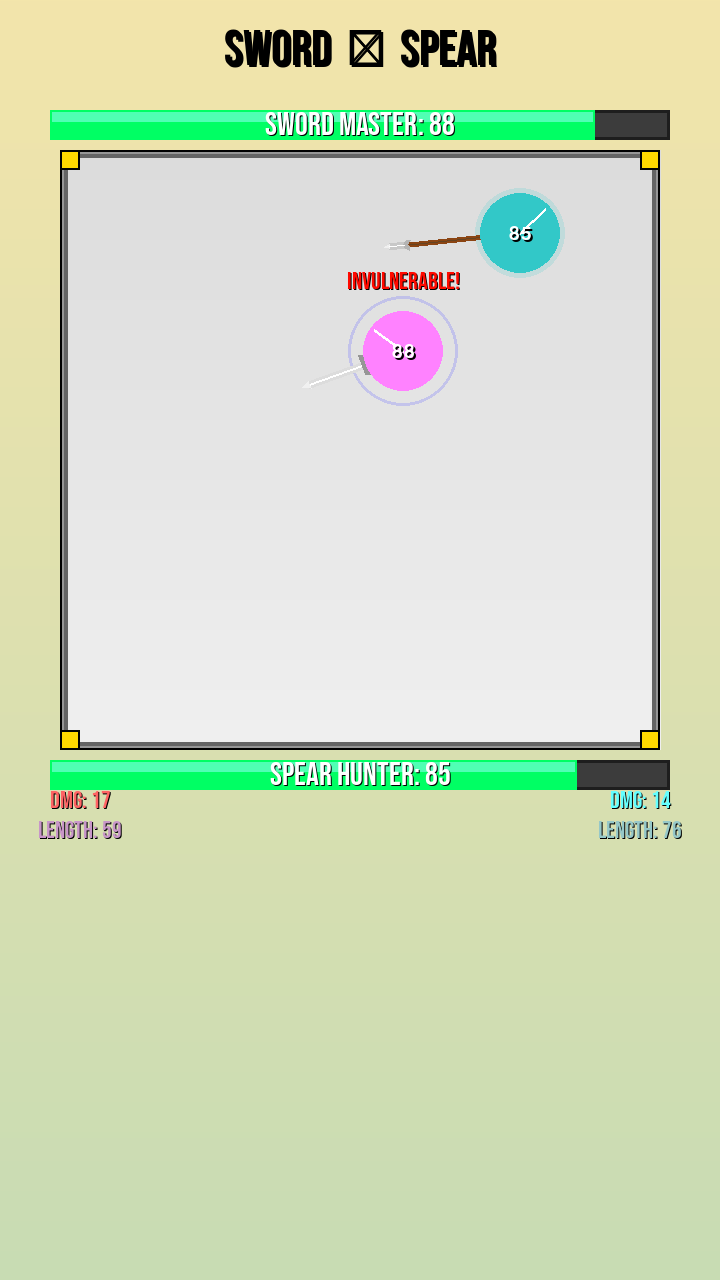 SWORD SPEAR
SWORD MASTER: 88
85
INVULNERABLE!
88
SPEAR HUNTER: 85
DMG: 17 DMG: 14
LENGTH: 59 LENGTH: 76